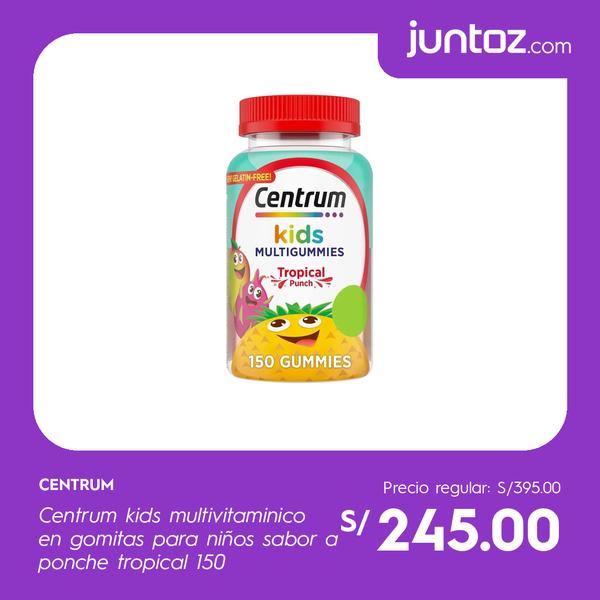 juntoz.com
GELATIN-FREE!
Centrum
kids
MULTIGUMMIES
Tropical
Punch
150 GUMMIES
CENTRUM
Centrum kids multivitaminico
en gomitas para niños sabor a
ponche tropical 150
Precio regular: S/395.00
S/ 245.00